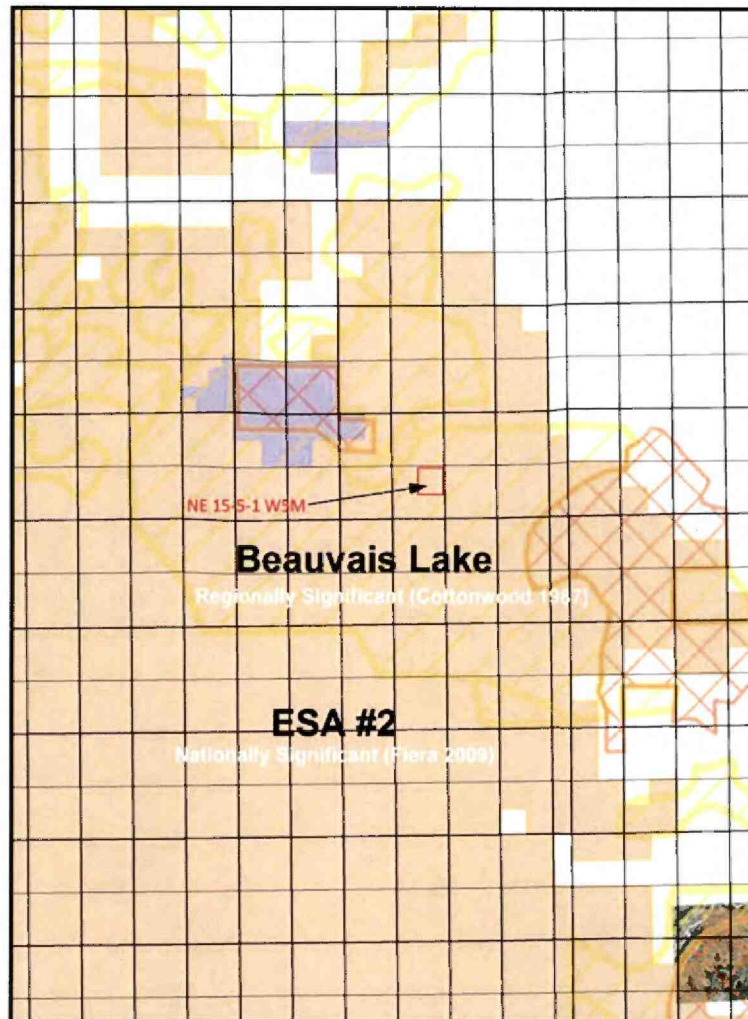 NE 15-5-1 W5M
Beauvais Lake
Regionally Significant (Cottonwood 1987)
ESA #2
Nationally Significant (Fiera 2009)